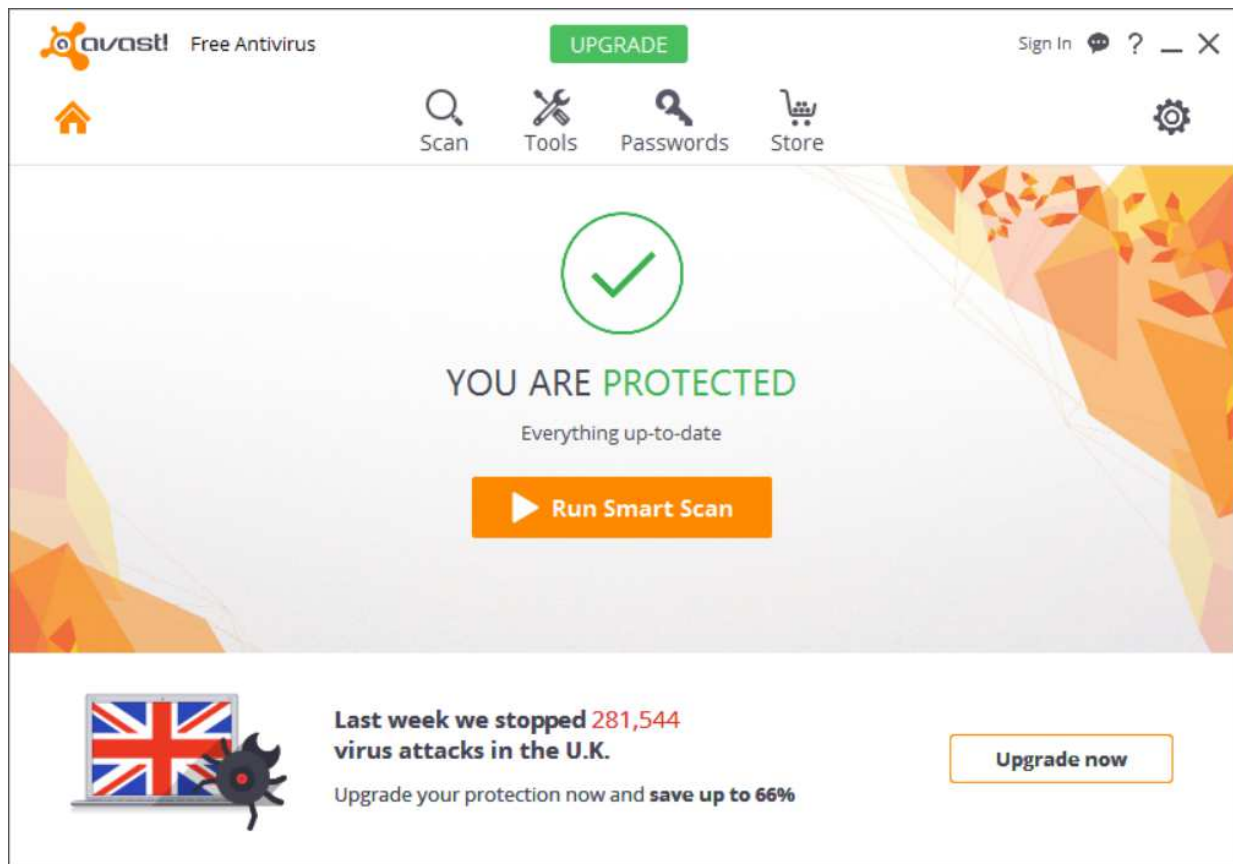 avast! Free Antivirus UPGRADE Sign In ? 
Scan Tools Passwords Store
YOU ARE PROTECTED
Everything up-to-date
Run Smart Scan
Last week we stopped 281,544
virus attacks in the U.K.
Upgrade now
Upgrade your protection now and save up to 66%